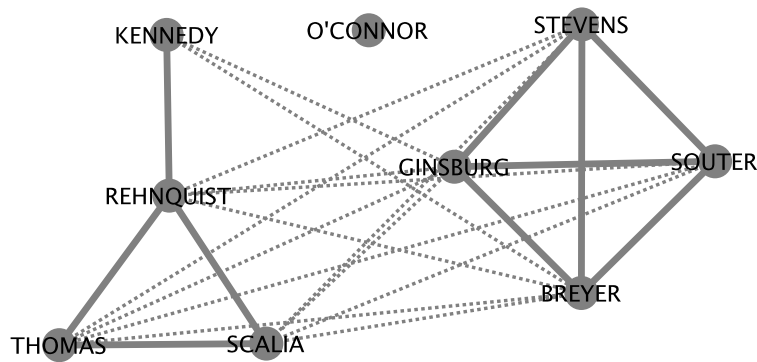 KENNEDY
O'CONNOR
STEVENS
GINSBURG
SOUTER
REHNQUIST
BREYER
THOMAS
SCALIA